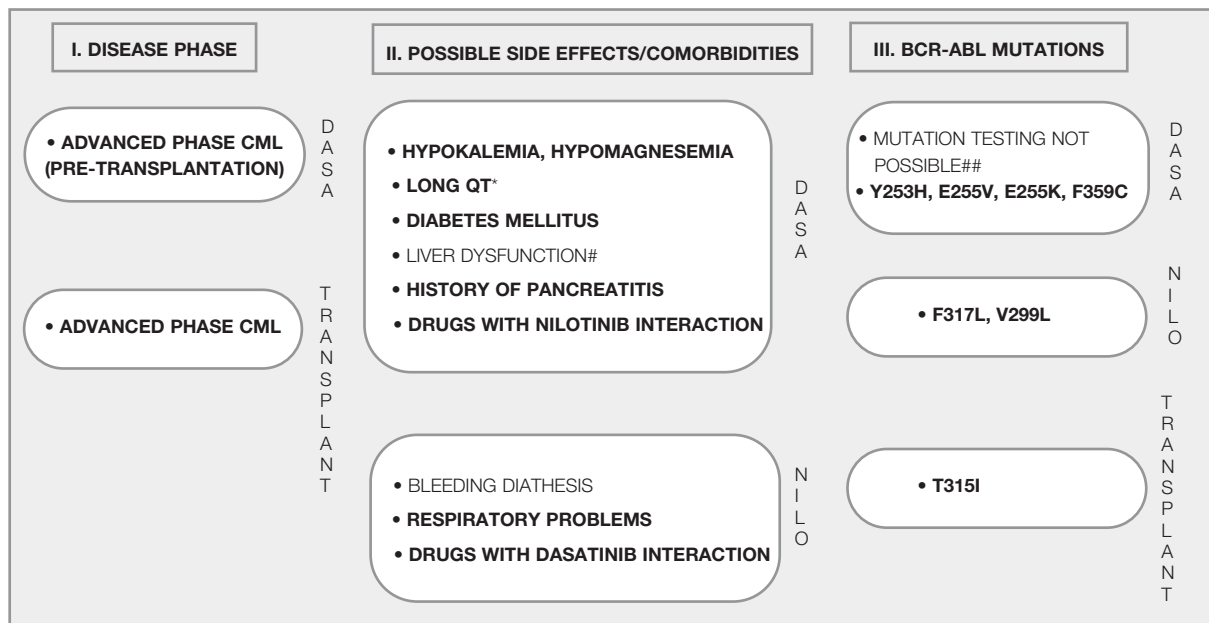 I. DISEASE PHASE
• ADVANCED PHASE CML
(PRE-TRANSPLANTATION)
DASA
• ADVANCED PHASE CML
TRANSPLANT
II. POSSIBLE SIDE EFFECTS/COMORBIDITIES
• HYPOKALEMIA, HYPOMAGNESEMIA
• LONG QT*
• DIABETES MELLITUS
• LIVER DYSFUNCTION#
• HISTORY OF PANCREATITIS
• DRUGS WITH NILOTINIB INTERACTION
DASA
• BLEEDING DIATHESIS
• RESPIRATORY PROBLEMS
• DRUGS WITH DASATINIB INTERACTION
NILO
III. BCR-ABL MUTATIONS
• MUTATION TESTING NOT
POSSIBLE##
• Y253H, E255V, E255K, F359C
DASA
• F317L, V299L
NILO
• T315I
TRANSPLANT